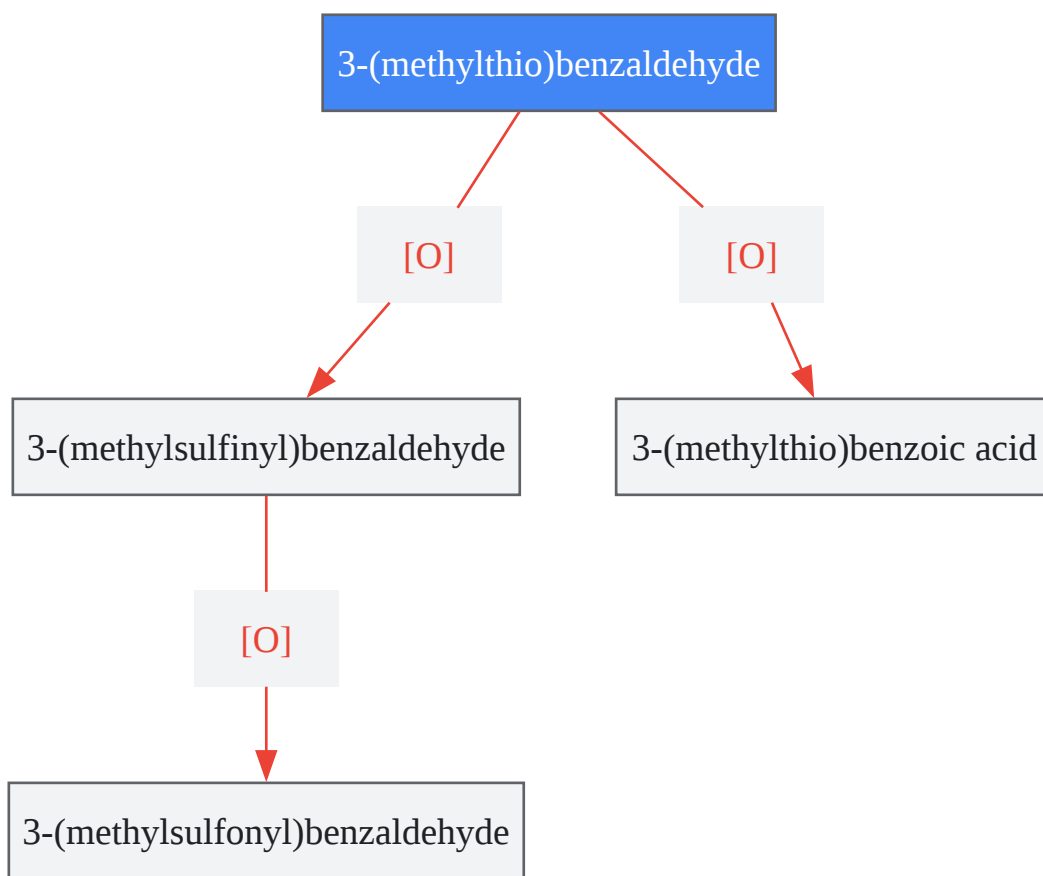 3-(methylthio)benzaldehyde
[O]
[O]
3-(methylsulfinyl)benzaldehyde
3-(methylthio)benzoic acid
[O]
3-(methylsulfonyl)benzaldehyde